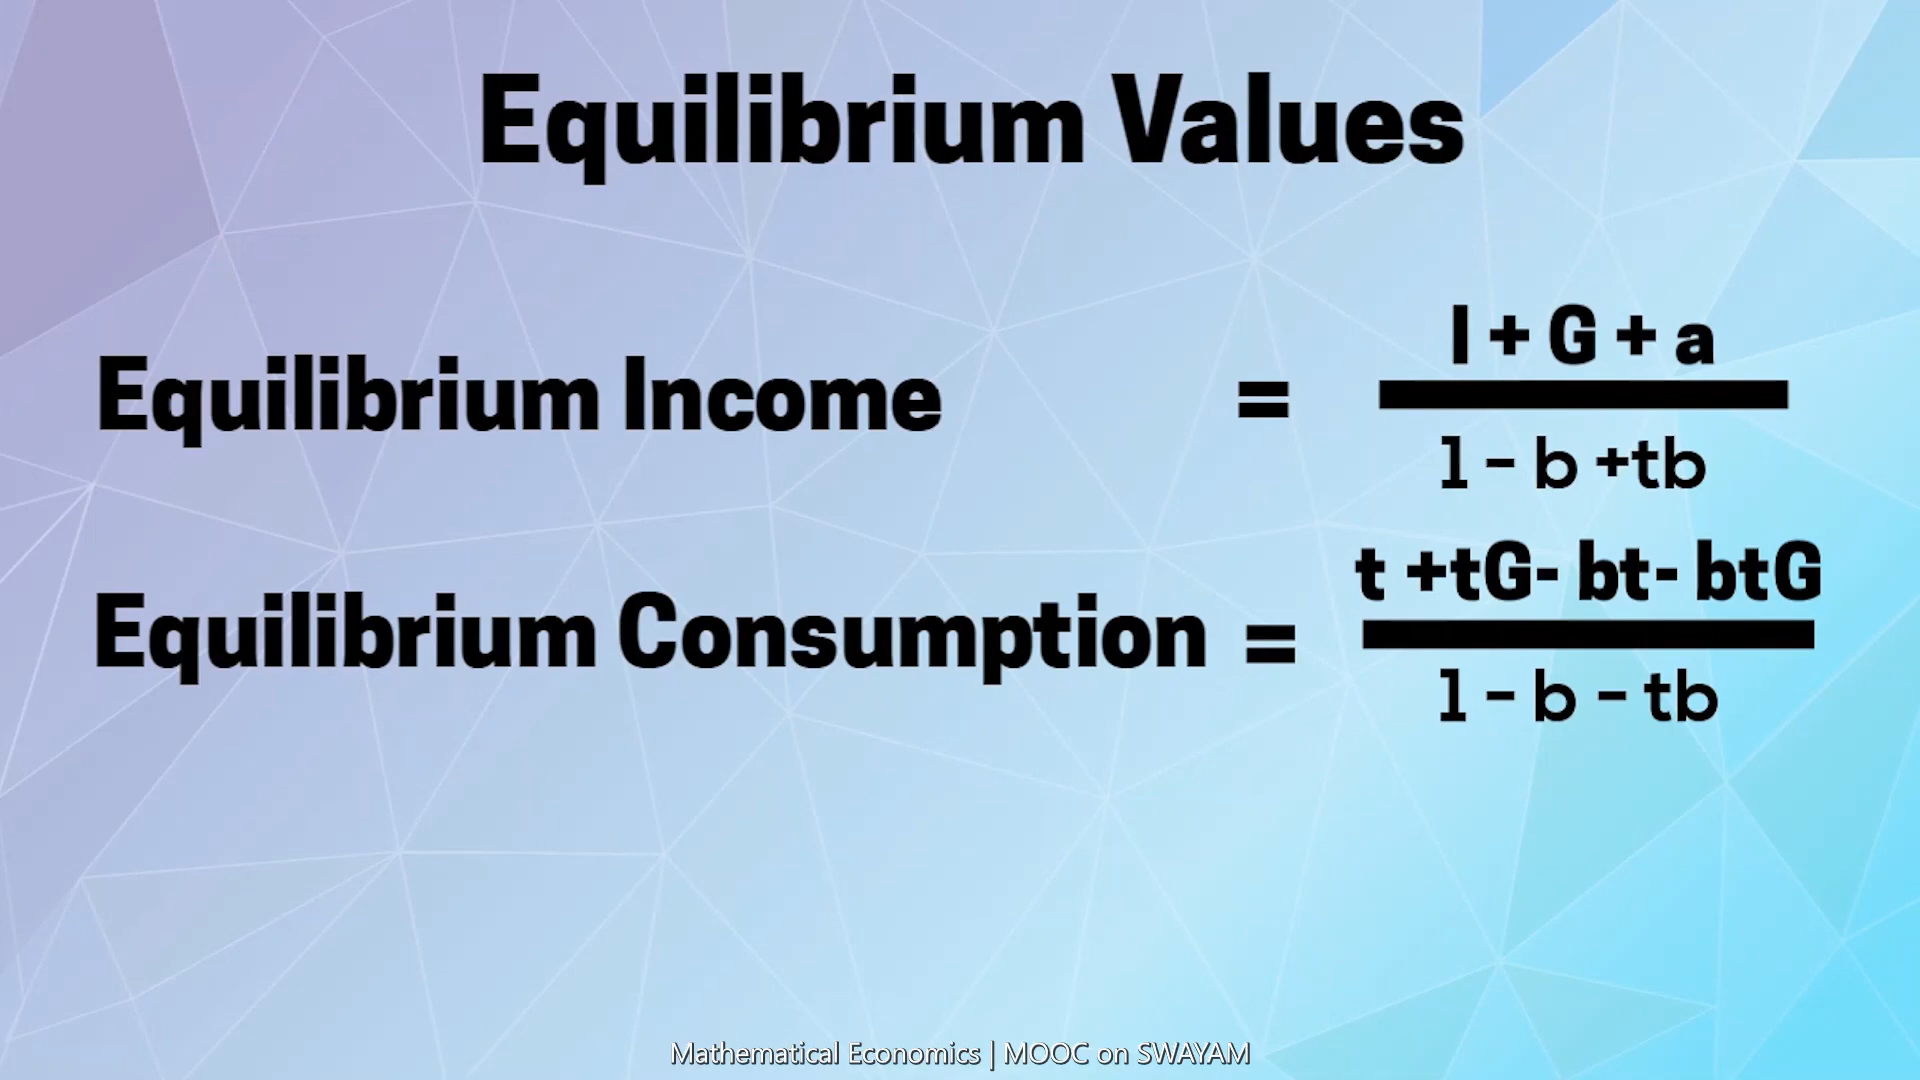 Equilibrium Values
I + G + a
Equilibrium Income =
1 - b +tb
t +tG- bt- btG
Equilibrium Consumption =
1 - b - tb
Mathematical Economics | MOOC on SWAYAM